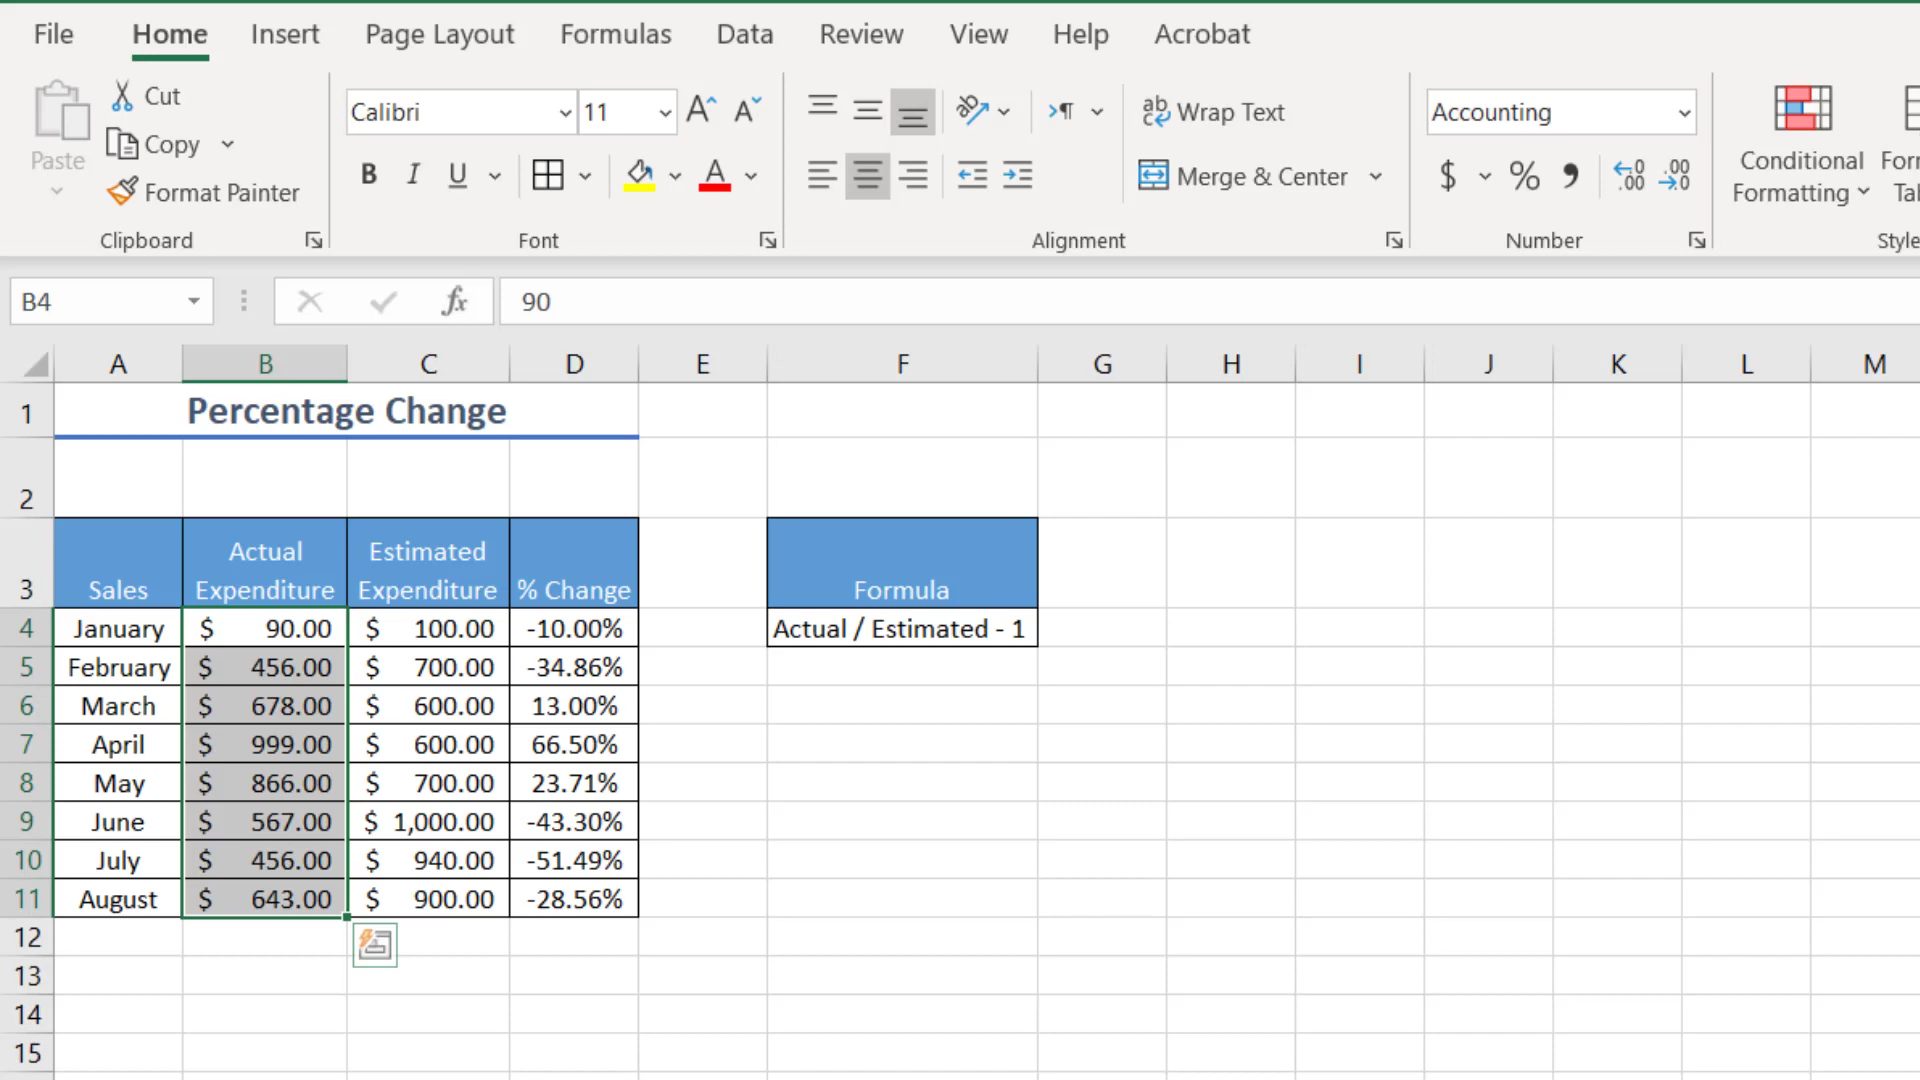 File Home Insert Page Layout Formulas Data Review View Help Acrobat
Paste
Cut
Copy
Format Painter
Clipboard
Calibri 11
B I U
Font
Wrap Text
Merge & Center
Alignment
Accounting
$ % ,
Number
Conditional
Formatting
B4 fx 90
A B C D E F G H I J K L M
1 Percentage Change
2
3 Sales Actual Expenditure Estimated Expenditure % Change Formula
4 January $ 90.00 $ 100.00 -10.00% Actual / Estimated - 1
5 February $ 456.00 $ 700.00 -34.86%
6 March $ 678.00 $ 600.00 13.00%
7 April $ 999.00 $ 600.00 66.50%
8 May $ 866.00 $ 700.00 23.71%
9 June $ 567.00 $ 1,000.00 -43.30%
10 July $ 456.00 $ 940.00 -51.49%
11 August $ 643.00 $ 900.00 -28.56%
12
13
14
15